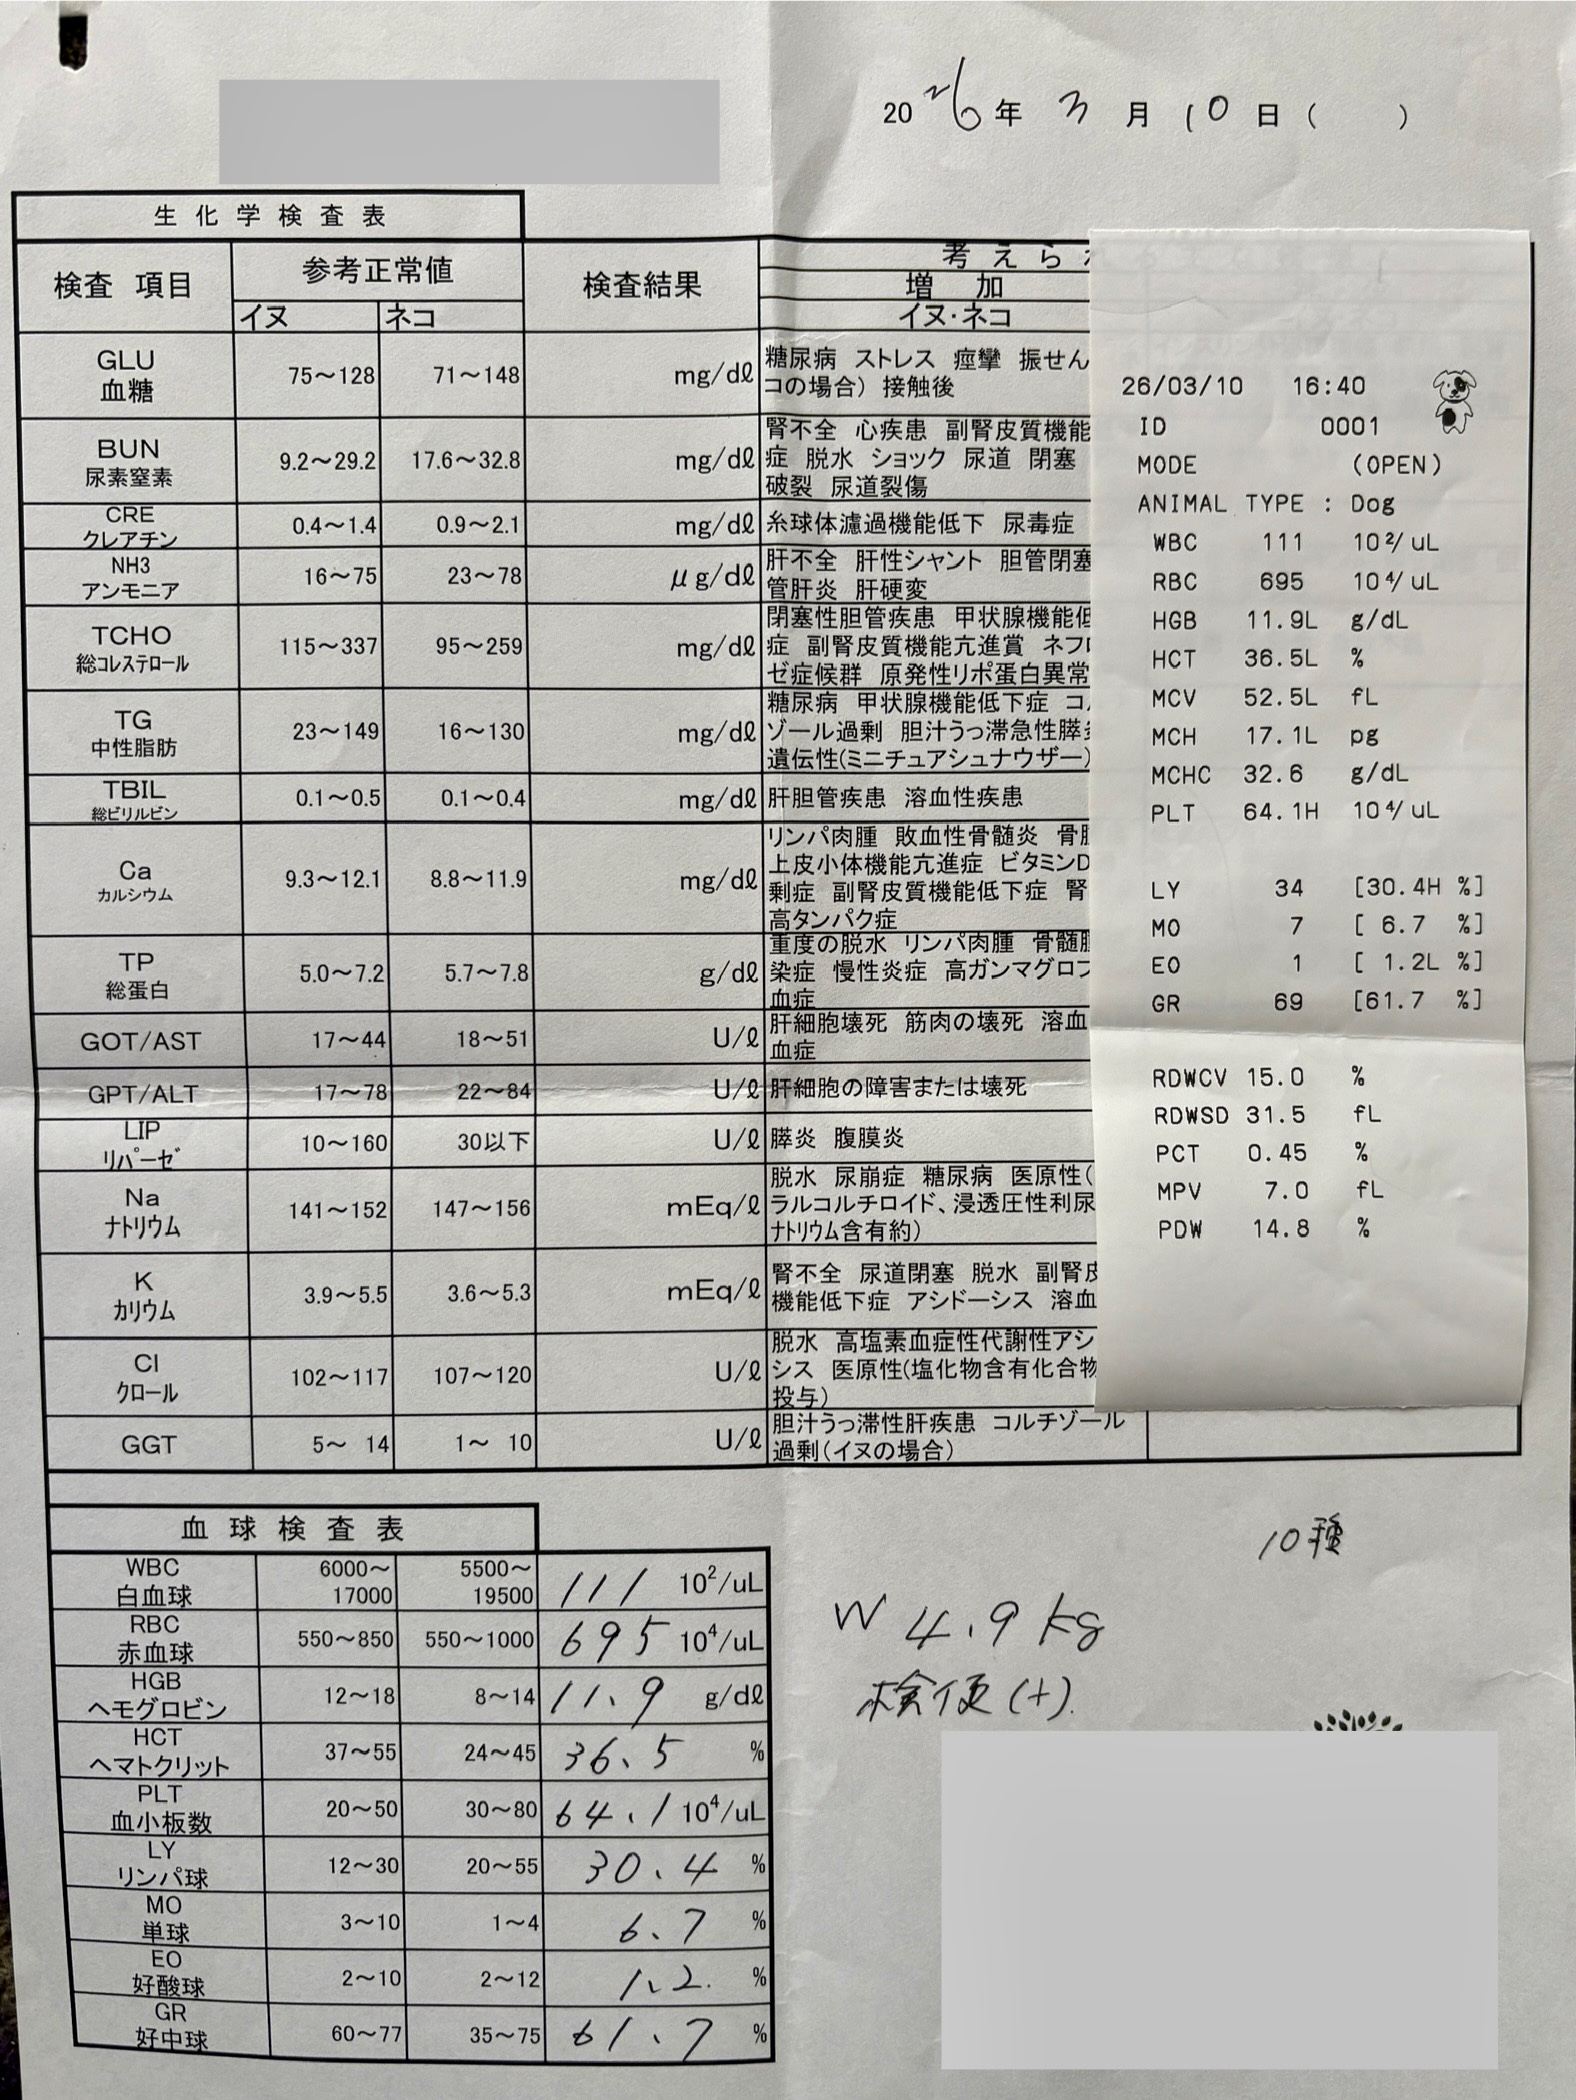 2026年 3月 10日（　　）
生化学検査表
検査 項目 参考正常値 検査結果 考えら
増 加
イヌ ネコ イヌ・ネコ
GLU 血糖 75～128 71～148 mg/dℓ 糖尿病 ストレス 痙攣 振せん
コの場合） 接触後
BUN 尿素窒素 9.2～29.2 17.6～32.8 mg/dℓ 腎不全 心疾患 副腎皮質機能
症 脱水 ショック 尿道 閉塞
破裂 尿道裂傷
CRE クレアチン 0.4～1.4 0.9～2.1 mg/dℓ 糸球体濾過機能低下 尿毒症
NH3 アンモニア 16～75 23～78 μg/dℓ 肝不全 肝性シャント 胆管閉塞
管肝炎 肝硬変
TCHO 総コレステロール 115～337 95～259 mg/dℓ 閉塞性胆管疾患 甲状腺機能低
症 副腎皮質機能亢進賞 ネフロ
ゼ症候群 原発性リポ蛋白異常
TG 中性脂肪 23～149 16～130 mg/dℓ 糖尿病 甲状腺機能低下症 コル
ゾール過剰 胆汁うっ滞急性膵炎
遺伝性(ミニチュアシュナウザー)
TBIL 総ビリルビン 0.1～0.5 0.1～0.4 mg/dℓ 肝胆管疾患 溶血性疾患
Ca カルシウム 9.3～12.1 8.8～11.9 mg/dℓ リンパ肉腫 敗血性骨髄炎 骨腫
上皮小体機能亢進症 ビタミンD
剰症 副腎皮質機能低下症 腎
高タンパク症
TP 総蛋白 5.0～7.2 5.7～7.8 g/dℓ 重度の脱水 リンパ肉腫 骨髄腫
染症 慢性炎症 高ガンマグロブ
血症
GOT/AST 17～44 18～51 U/ℓ 肝細胞壊死 筋肉の壊死 溶血
血症
GPT/ALT 17～78 22～84 U/ℓ 肝細胞の障害または壊死
LIP リパーゼ 10～160 30以下 U/ℓ 膵炎 腹膜炎
Na ナトリウム 141～152 147～156 mEq/ℓ 脱水 尿崩症 糖尿病 医原性(
ラルコルチロイド、浸透圧性利尿
ナトリウム含有約)
K カリウム 3.9～5.5 3.6～5.3 mEq/ℓ 腎不全 尿道閉塞 脱水 副腎皮
機能低下症 アシドーシス 溶血
Cl クロール 102～117 107～120 U/ℓ 脱水 高塩素血症性代謝性アシ
シス 医原性(塩化物含有化合物
投与)
GGT 5～ 14 1～ 10 U/ℓ 胆汁うっ滞性肝疾患 コルチゾール
過剰(イヌの場合)
26/03/10 16:40
ID 0001
MODE (OPEN)
ANIMAL TYPE : Dog
WBC 111 10²/uL
RBC 695 10⁴/uL
HGB 11.9L g/dL
HCT 36.5L %
MCV 52.5L fL
MCH 17.1L pg
MCHC 32.6 g/dL
PLT 64.1H 10⁴/uL
LY 34 [30.4H %]
MO 7 [ 6.7 %]
EO 1 [ 1.2L %]
GR 69 [61.7 %]
RDWCV 15.0 %
RDWSD 31.5 fL
PCT 0.45 %
MPV 7.0 fL
PDW 14.8 %
血球検査表
WBC 白血球 6000～17000 5500～19500 111 10²/uL
RBC 赤血球 550～850 550～1000 695 10⁴/uL
HGB ヘモグロビン 12～18 8～14 11.9 g/dℓ
HCT ヘマトクリット 37～55 24～45 36.5 %
PLT 血小板数 20～50 30～80 64.1 10⁴/uL
LY リンパ球 12～30 20～55 30.4 %
MO 単球 3～10 1～4 6.7 %
EO 好酸球 2～10 2～12 1.2. %
GR 好中球 60～77 35～75 61.7 %
10種
W 4.9kg
検便(+).